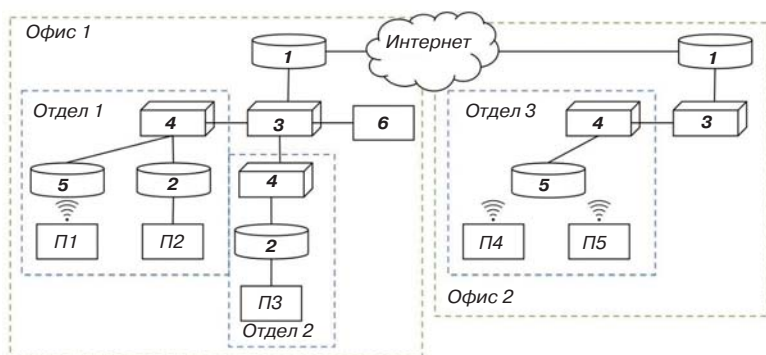 Офис 1
Интернет
1
1
Отдел 1
4
3
6
Отдел 3
4
3
5
2
4
5
П1
П2
2
П4
П5
П3
Отдел 2
Офис 2